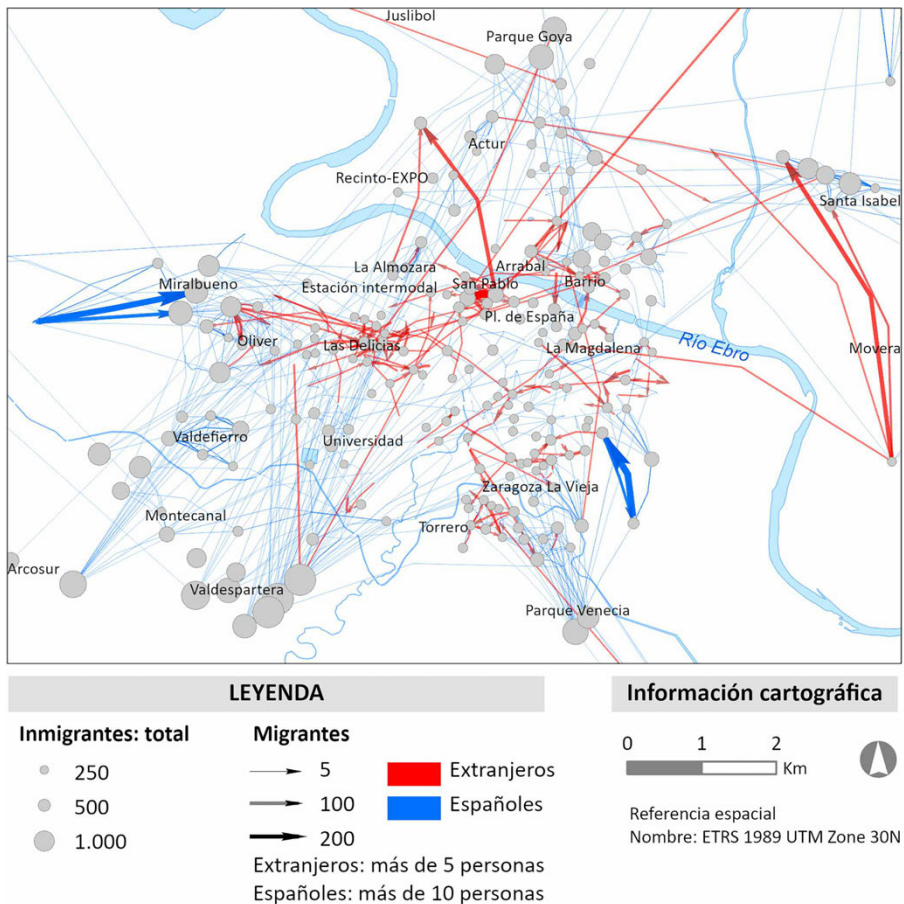 Juslibol
Parque Goya
Actur
Recinto-EXPO
Santa Isabel
La Almozara
Arrabal
Miralbueno
Estación intermodal
San Pablo
Barrio
Pl. de España
Río Ebro
Oliver
Las Delicias
La Magdalena
Movera
Valdefierro
Universidad
Zaragoza La Vieja
Montecanal
Torrero
Arcosur
Valdespartera
Parque Venecia
LEYENDA
Inmigrantes: total
250
500
1.000
Migrantes
5
100
200
Extranjeros
Españoles
Extranjeros: más de 5 personas
Españoles: más de 10 personas
Información cartográfica
0 1 2
Km
Referencia espacial
Nombre: ETRS 1989 UTM Zone 30N